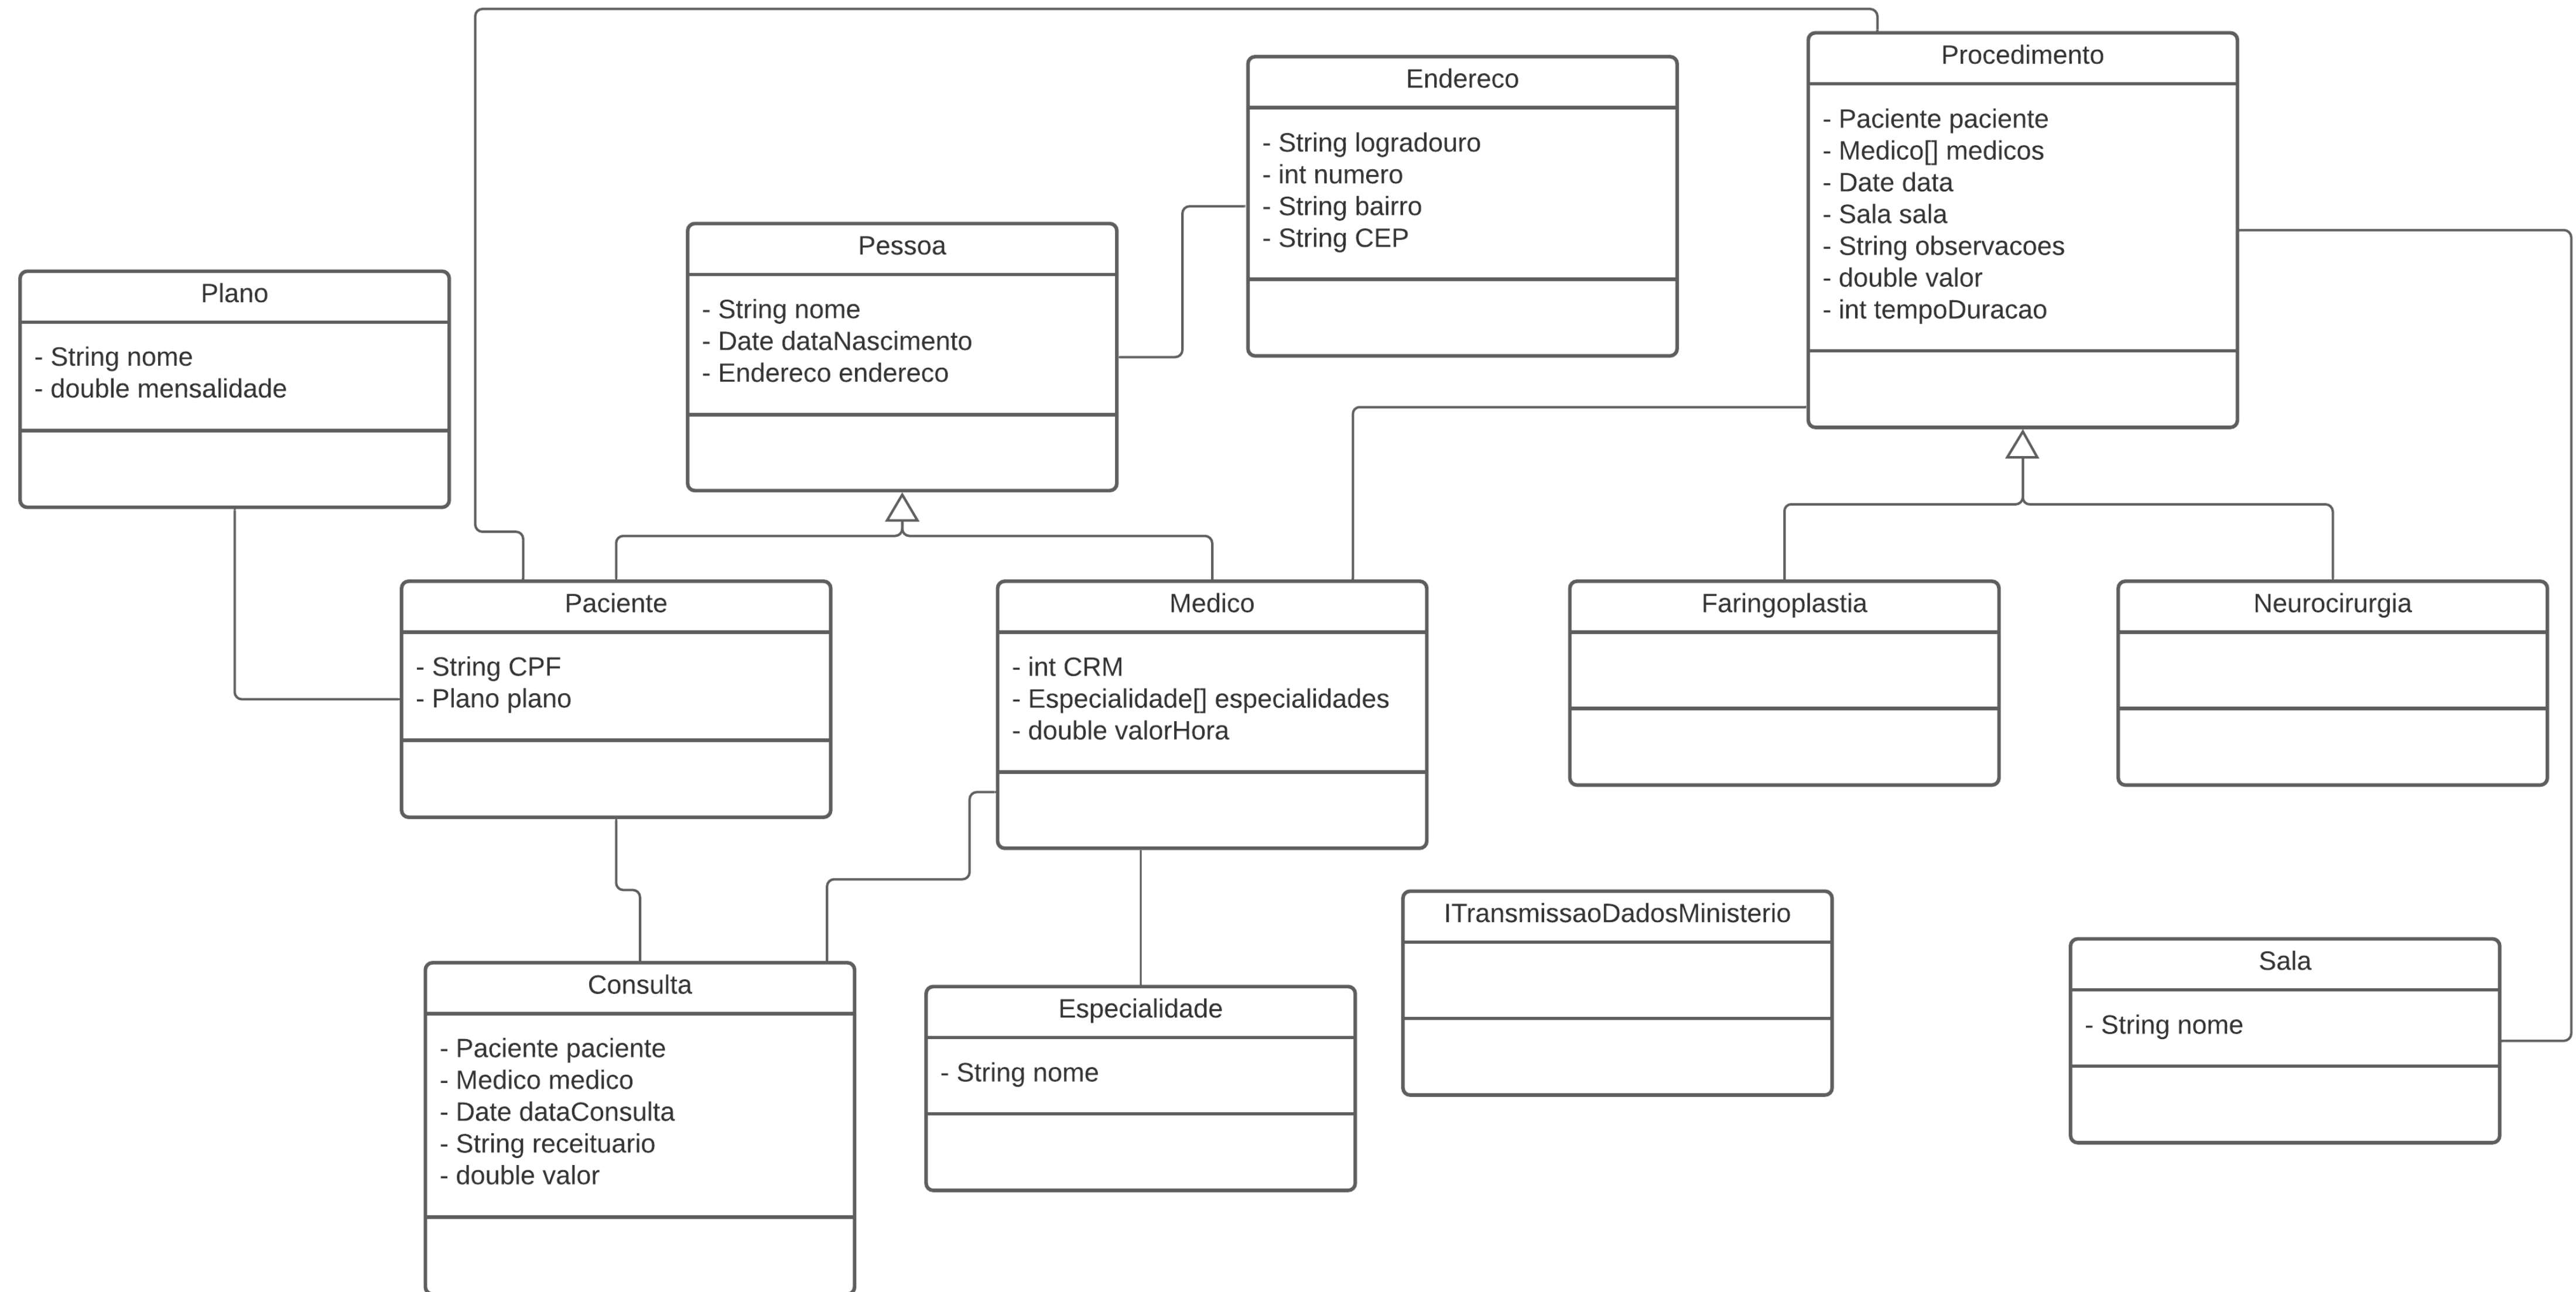 Procedimento
- Paciente paciente
- Medico[] medicos
- Date data
- Sala sala
- String observacoes
- double valor
- int tempoDuracao
Endereco
- String logradouro
- int numero
- String bairro
- String CEP
Pessoa
- String nome
- Date dataNascimento
- Endereco endereco
Plano
- String nome
- double mensalidade
Paciente
- String CPF
- Plano plano
Medico
- int CRM
- Especialidade[] especialidades
- double valorHora
Faringoplastia
Neurocirurgia
ITransmissaoDadosMinisterio
Sala
- String nome
Consulta
- Paciente paciente
- Medico medico
- Date dataConsulta
- String receituario
- double valor
Especialidade
- String nome